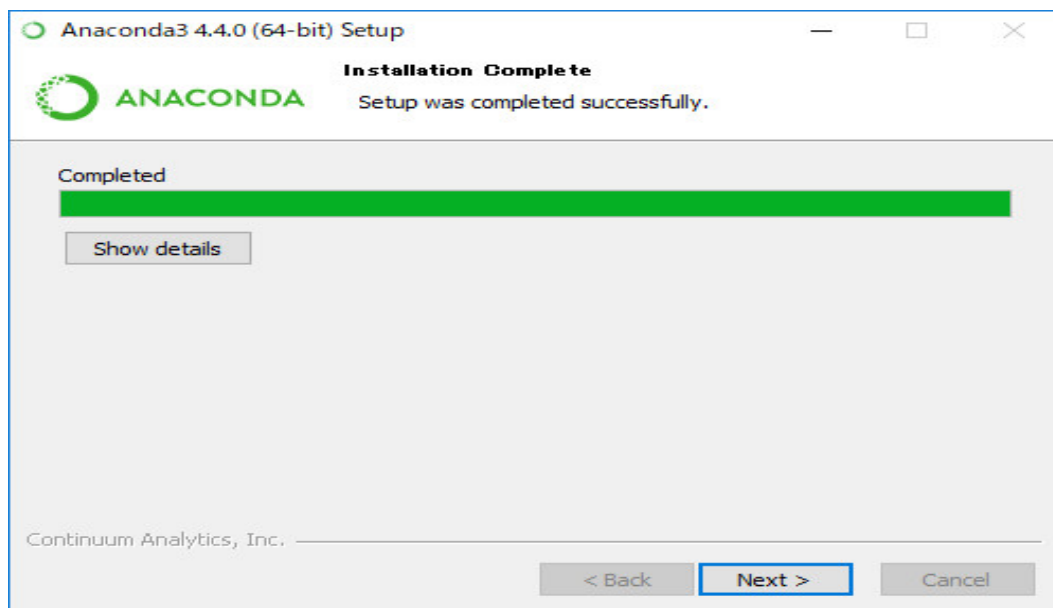 Anaconda3 4.4.0 (64-bit) Setup
ANACONDA
Installation Complete
Setup was completed successfully.
Completed
Show details
Continuum Analytics, Inc.
< Back
Next >
Cancel